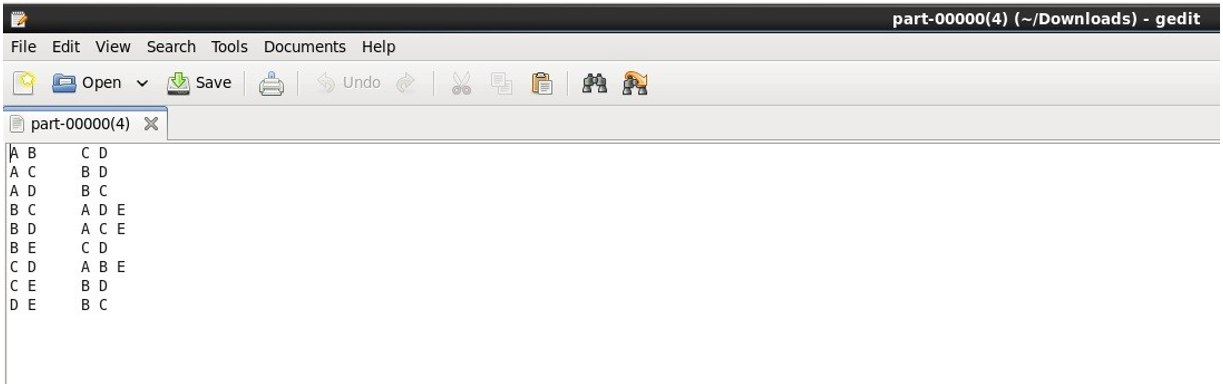 part-00000(4) (~/Downloads) - gedit
File Edit View Search Tools Documents Help
Open Save Undo
part-00000(4)
A B C D
A C B D
A D B C
B C A D E
B D A C E
B E C D
C D A B E
C E B D
D E B C